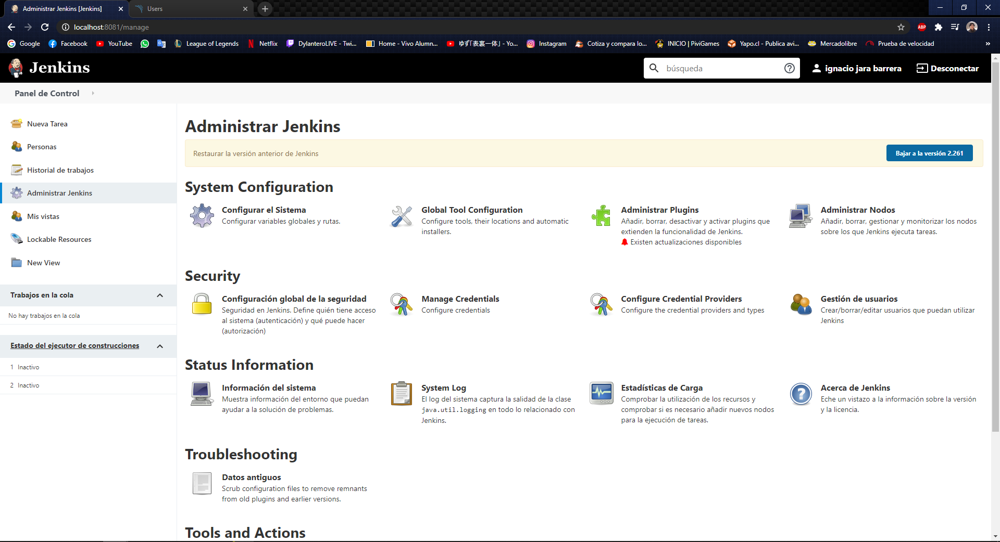 Administrar Jenkins [Jenkins]
Users
localhost:8081/manage
ABP
Google
Facebook
YouTube
League of Legends
Netflix
DylanteroLIVE - Twi...
Home - Vivo Alumn...
ゆず「表裏一体」 - Yo...
Instagram
Cotiza y compara lo...
INICIO | PiviGames
Yapo.cl - Publica avi...
Mercadolibre
Prueba de velocidad
Jenkins
búsqueda
ignacio jara barrera
Desconectar
Panel de Control
Nueva Tarea
Personas
Historial de trabajos
Administrar Jenkins
Mis vistas
Lockable Resources
New View
Trabajos en la cola
No hay trabajos en la cola
Estado del ejecutor de construcciones
1 Inactivo
2 Inactivo
Administrar Jenkins
Restaurar la versión anterior de Jenkins
Bajar a la versión 2.261
System Configuration
Configurar el Sistema
Configurar variables globales y rutas.
Global Tool Configuration
Configure tools, their locations and automatic
installers.
Administrar Plugins
Añadir, borrar, desactivar y activar plugins que
extienden la funcionalidad de Jenkins.
Existen actualizaciones disponibles
Administrar Nodos
Añadir, borrar, gestionar y monitorizar los nodos
sobre los que Jenkins ejecuta tareas.
Security
Configuración global de la seguridad
Seguridad en Jenkins. Define quién tiene acceso
al sistema (autenticación) y qué puede hacer
(autorización)
Manage Credentials
Configure credentials
Configure Credential Providers
Configure the credential providers and types
Gestión de usuarios
Crear/borrar/editar usuarios que puedan utilizar
Jenkins
Status Information
Información del sistema
Muestra información del entorno que puedan
ayudar a la solución de problemas.
System Log
El log del sistema captura la salida de la clase
java.util.logging en todo lo relacionado con
Jenkins.
Estadísticas de Carga
Comprobar la utilización de los recursos y
comprobar si es necesario añadir nuevos nodos
para la ejecución de tareas.
Acerca de Jenkins
Eche un vistazo a la información sobre la versión
y la licencia.
Troubleshooting
Datos antiguos
Scrub configuration files to remove remnants
from old plugins and earlier versions.
Tools and Actions